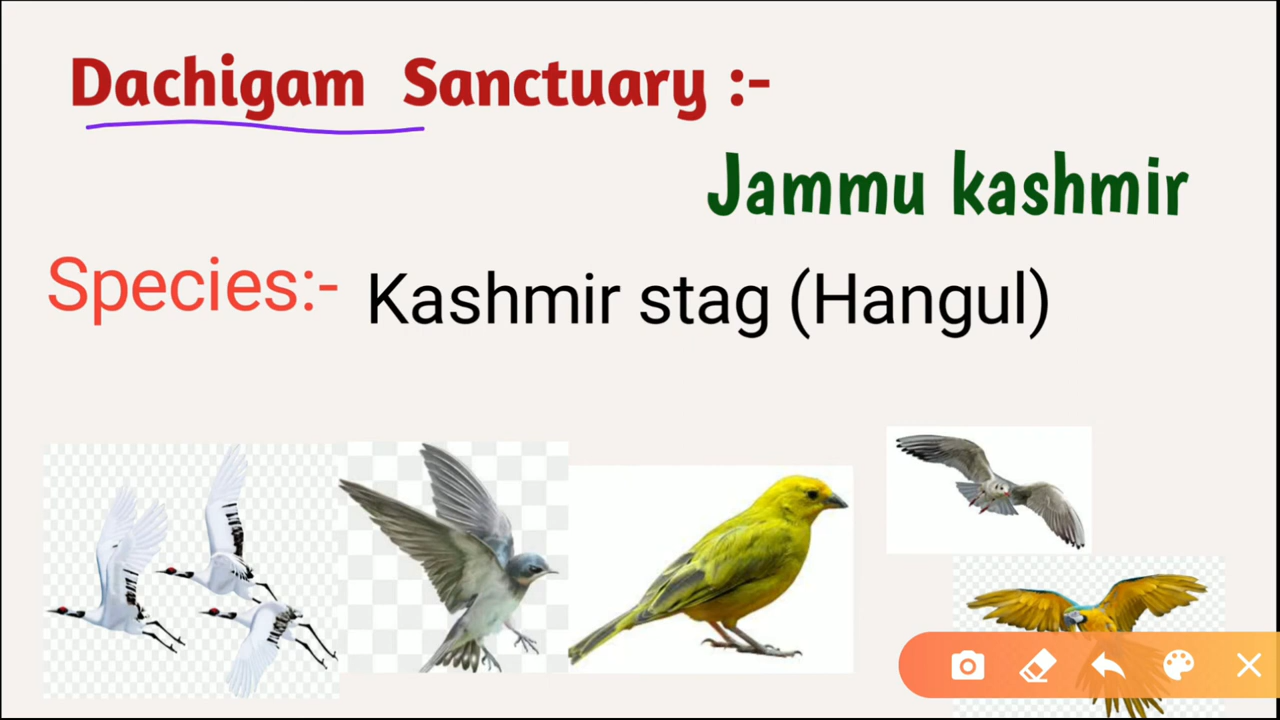 Dachigam Sanctuary :-
Jammu kashmir
Species:- Kashmir stag (Hangul)